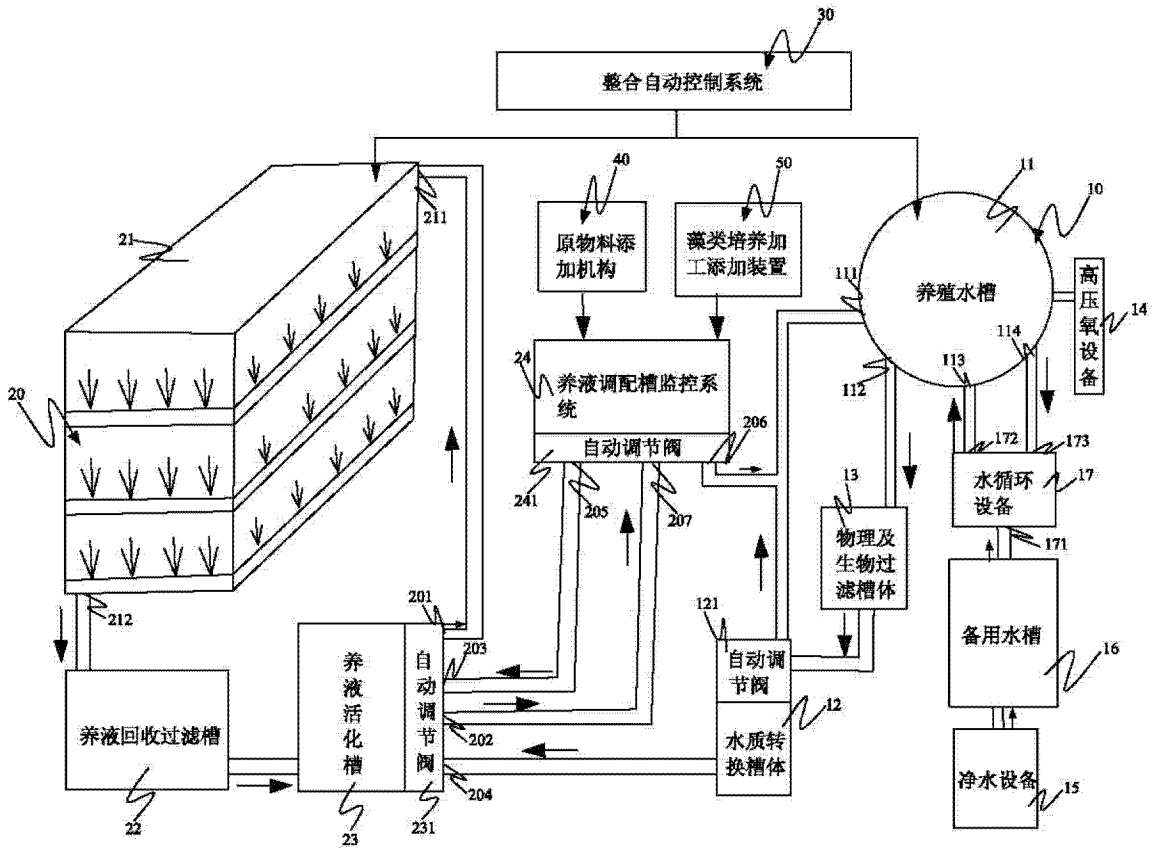 30
整合自动控制系统
40
50
11
10
211
21
原物料添
加机构
藻类培养加
工添加装置
111
养殖水槽
高
压
氧
设
备
14
24
养液调配槽监控系
统
113
114
112
20
自动调节阀
206
172
173
241
205
207
13
水循环
设备
17
171
物理及
生物过
滤槽体
212
201
121
203
自动调
节阀
备用水槽
16
养
液
活
化
槽
自
动
调
节
阀
养液回收过滤槽
202
12
水质转
换槽体
204
净水设备
15
22
23
231